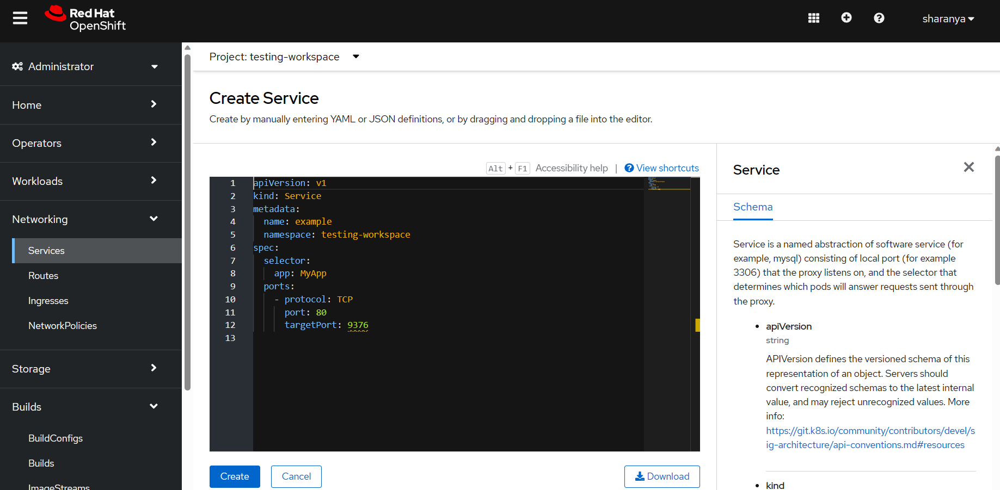 Red Hat
OpenShift
sharanya
Administrator
Home
Operators
Workloads
Networking
Services
Routes
Ingresses
NetworkPolicies
Storage
Builds
BuildConfigs
Builds
ImageStreams
Project: testing-workspace
Create Service
Create by manually entering YAML or JSON definitions, or by dragging and dropping a file into the editor.
Alt + F1 Accessibility help | View shortcuts
1 apiVersion: v1
2 kind: Service
3 metadata:
4 name: example
5 namespace: testing-workspace
6 spec:
7 selector:
8 app: MyApp
9 ports:
10 - protocol: TCP
11 port: 80
12 targetPort: 9376
13
Create Cancel Download
Service
Schema
Service is a named abstraction of software service (for
example, mysql) consisting of local port (for example
3306) that the proxy listens on, and the selector that
determines which pods will answer requests sent through
the proxy.
• apiVersion
string
APIVersion defines the versioned schema of this
representation of an object. Servers should
convert recognized schemas to the latest internal
value, and may reject unrecognized values. More
info:
https://git.k8s.io/community/contributors/devel/s
ig-architecture/api-conventions.md#resources
• kind